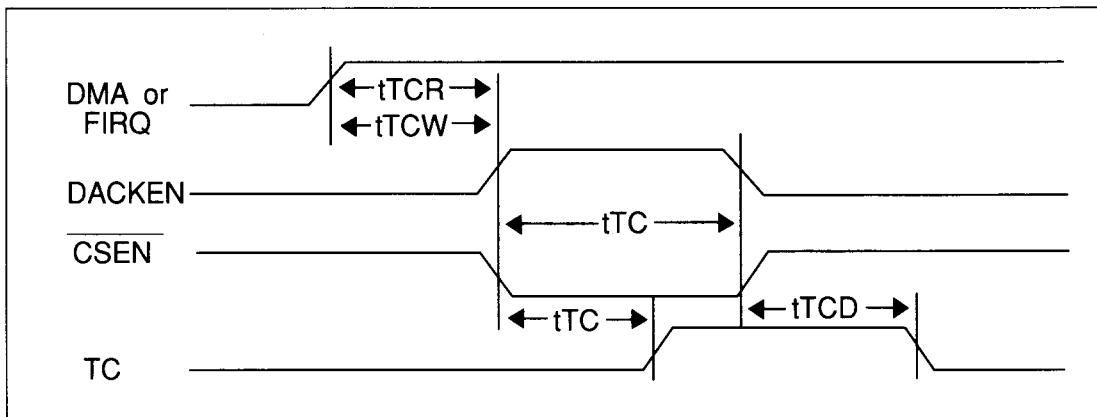 DMA or
FIRQ
tTCR
tTCW
DACKEN
tTC
CSEN
tTC
tTCD
TC